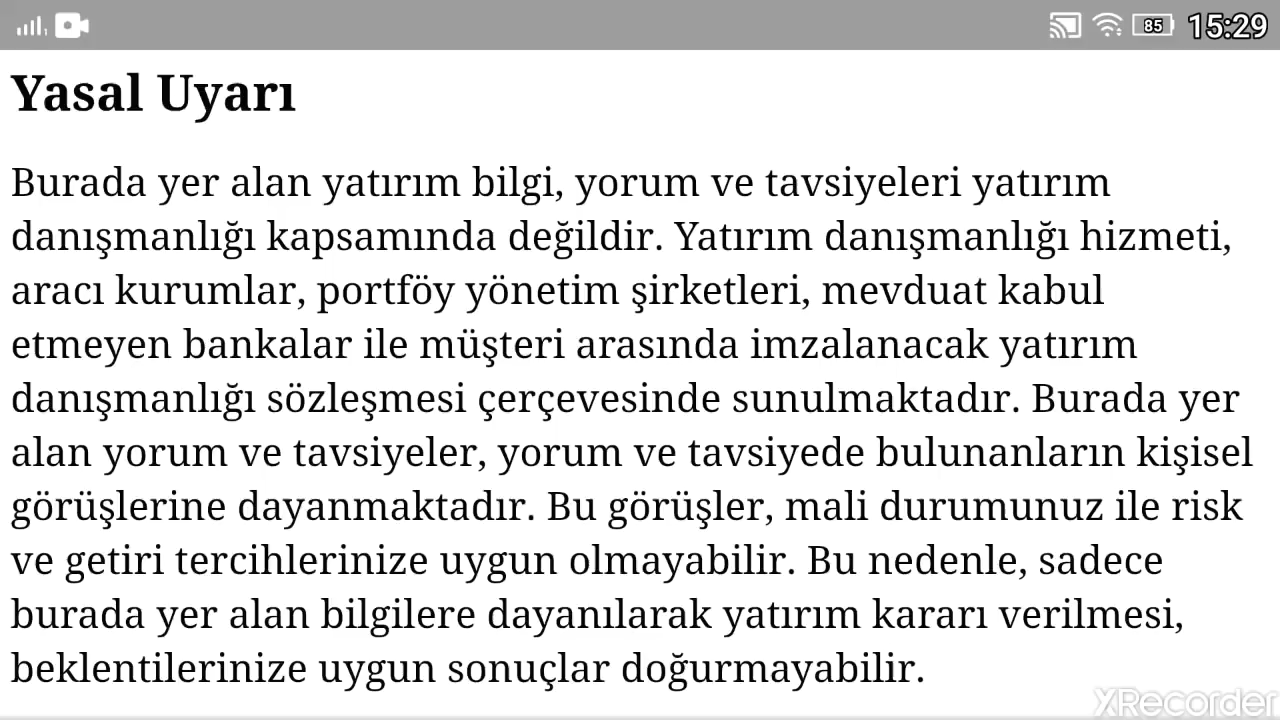 85
15:29
Yasal Uyarı
Burada yer alan yatırım bilgi, yorum ve tavsiyeleri yatırım
danışmanlığı kapsamında değildir. Yatırım danışmanlığı hizmeti,
aracı kurumlar, portföy yönetim şirketleri, mevduat kabul
etmeyen bankalar ile müşteri arasında imzalanacak yatırım
danışmanlığı sözleşmesi çerçevesinde sunulmaktadır. Burada yer
alan yorum ve tavsiyeler, yorum ve tavsiyede bulunanların kişisel
görüşlerine dayanmaktadır. Bu görüşler, mali durumunuz ile risk
ve getiri tercihlerinize uygun olmayabilir. Bu nedenle, sadece
burada yer alan bilgilere dayanılarak yatırım kararı verilmesi,
beklentilerinize uygun sonuçlar doğurmayabilir.
XRecorder